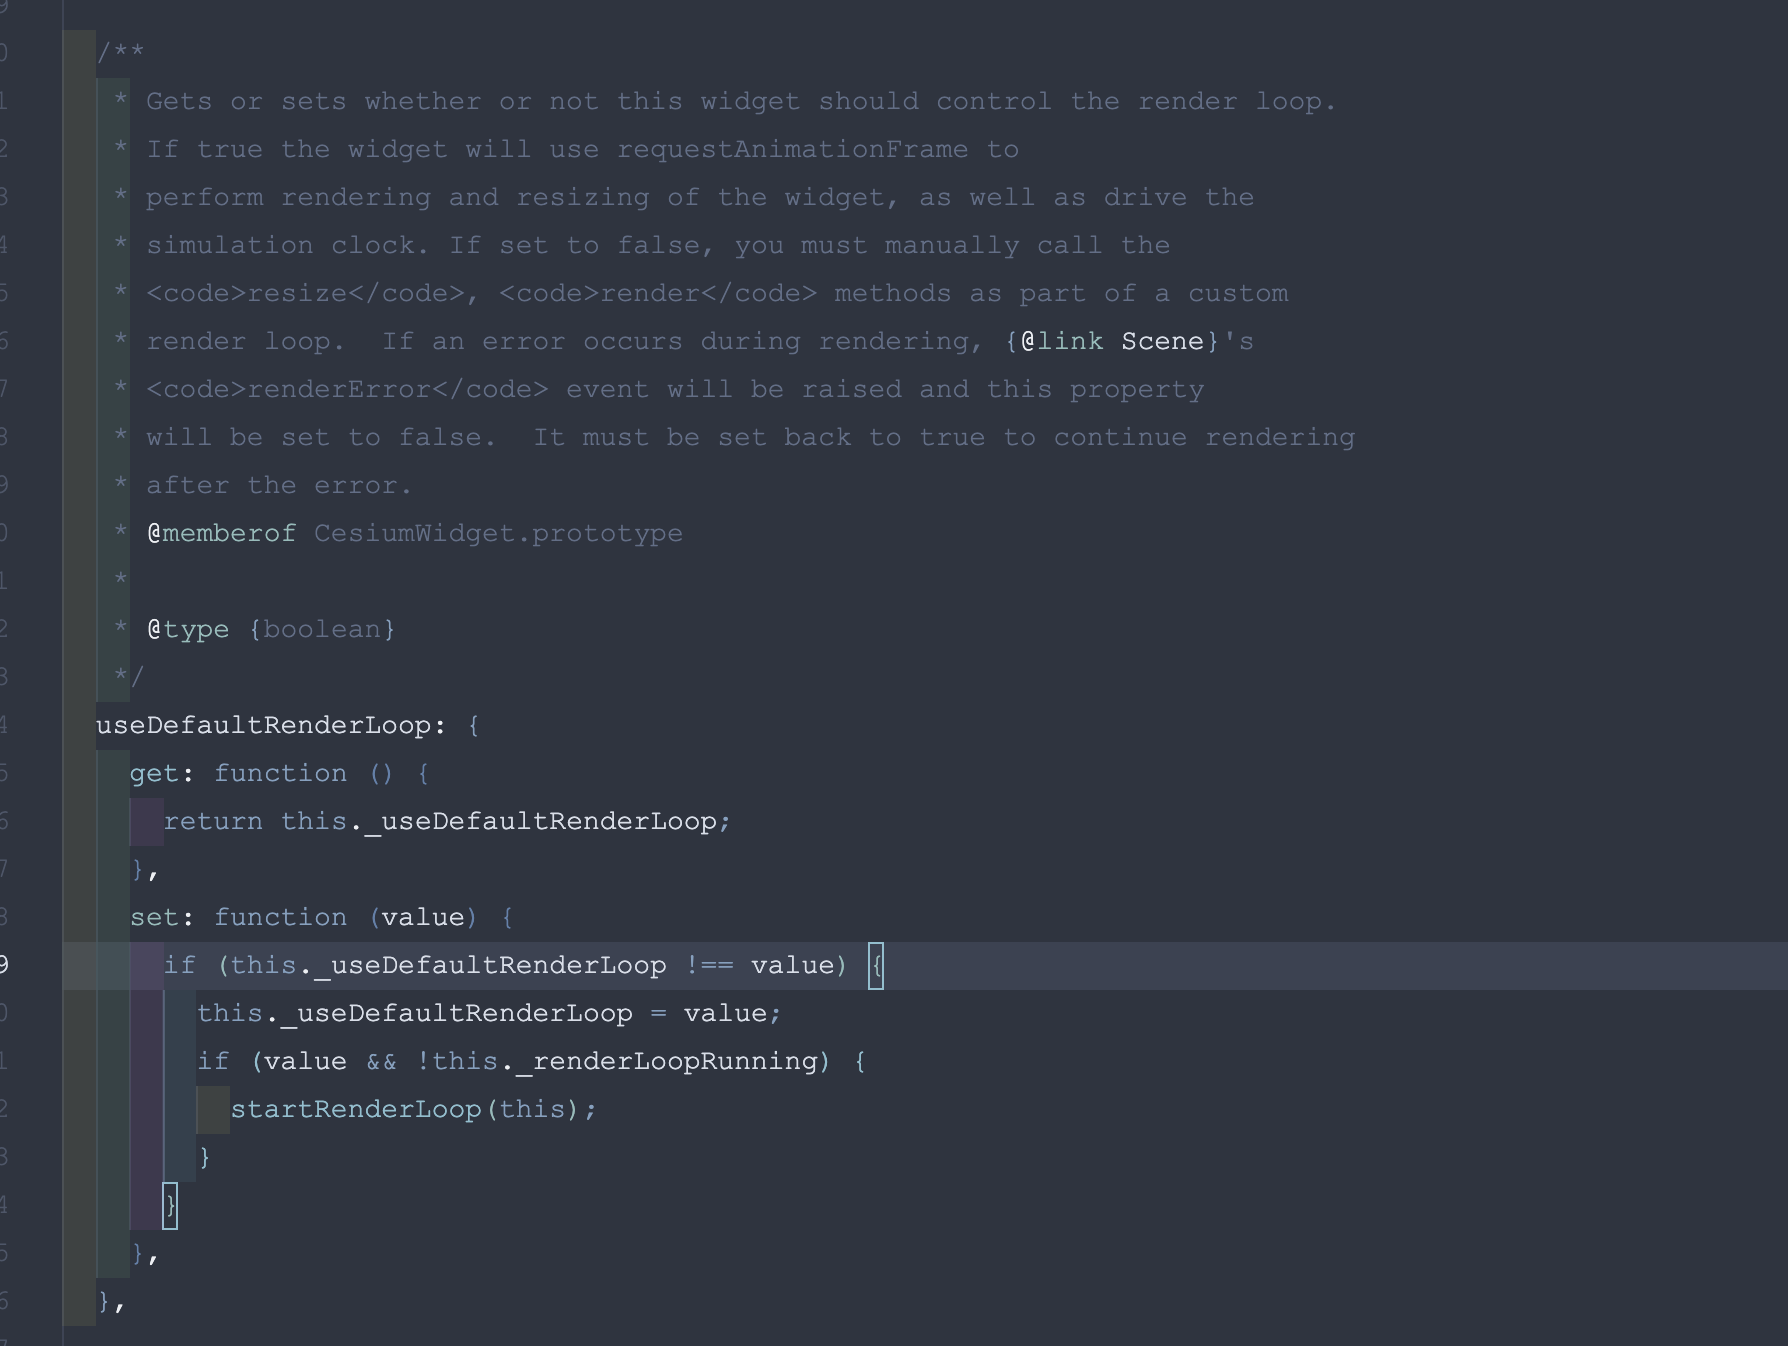 /**
* Gets or sets whether or not this widget should control the render loop.
* If true the widget will use requestAnimationFrame to
* perform rendering and resizing of the widget, as well as drive the
* simulation clock. If set to false, you must manually call the
* <code>resize</code>, <code>render</code> methods as part of a custom
* render loop.  If an error occurs during rendering, {@link Scene}'s
* <code>renderError</code> event will be raised and this property
* will be set to false.  It must be set back to true to continue rendering
* after the error.
* @memberof CesiumWidget.prototype
*
* @type {boolean}
*/
useDefaultRenderLoop: {
get: function () {
return this._useDefaultRenderLoop;
},
set: function (value) {
if (this._useDefaultRenderLoop !== value) {
this._useDefaultRenderLoop = value;
if (value && !this._renderLoopRunning) {
startRenderLoop(this);
}
}
},
},